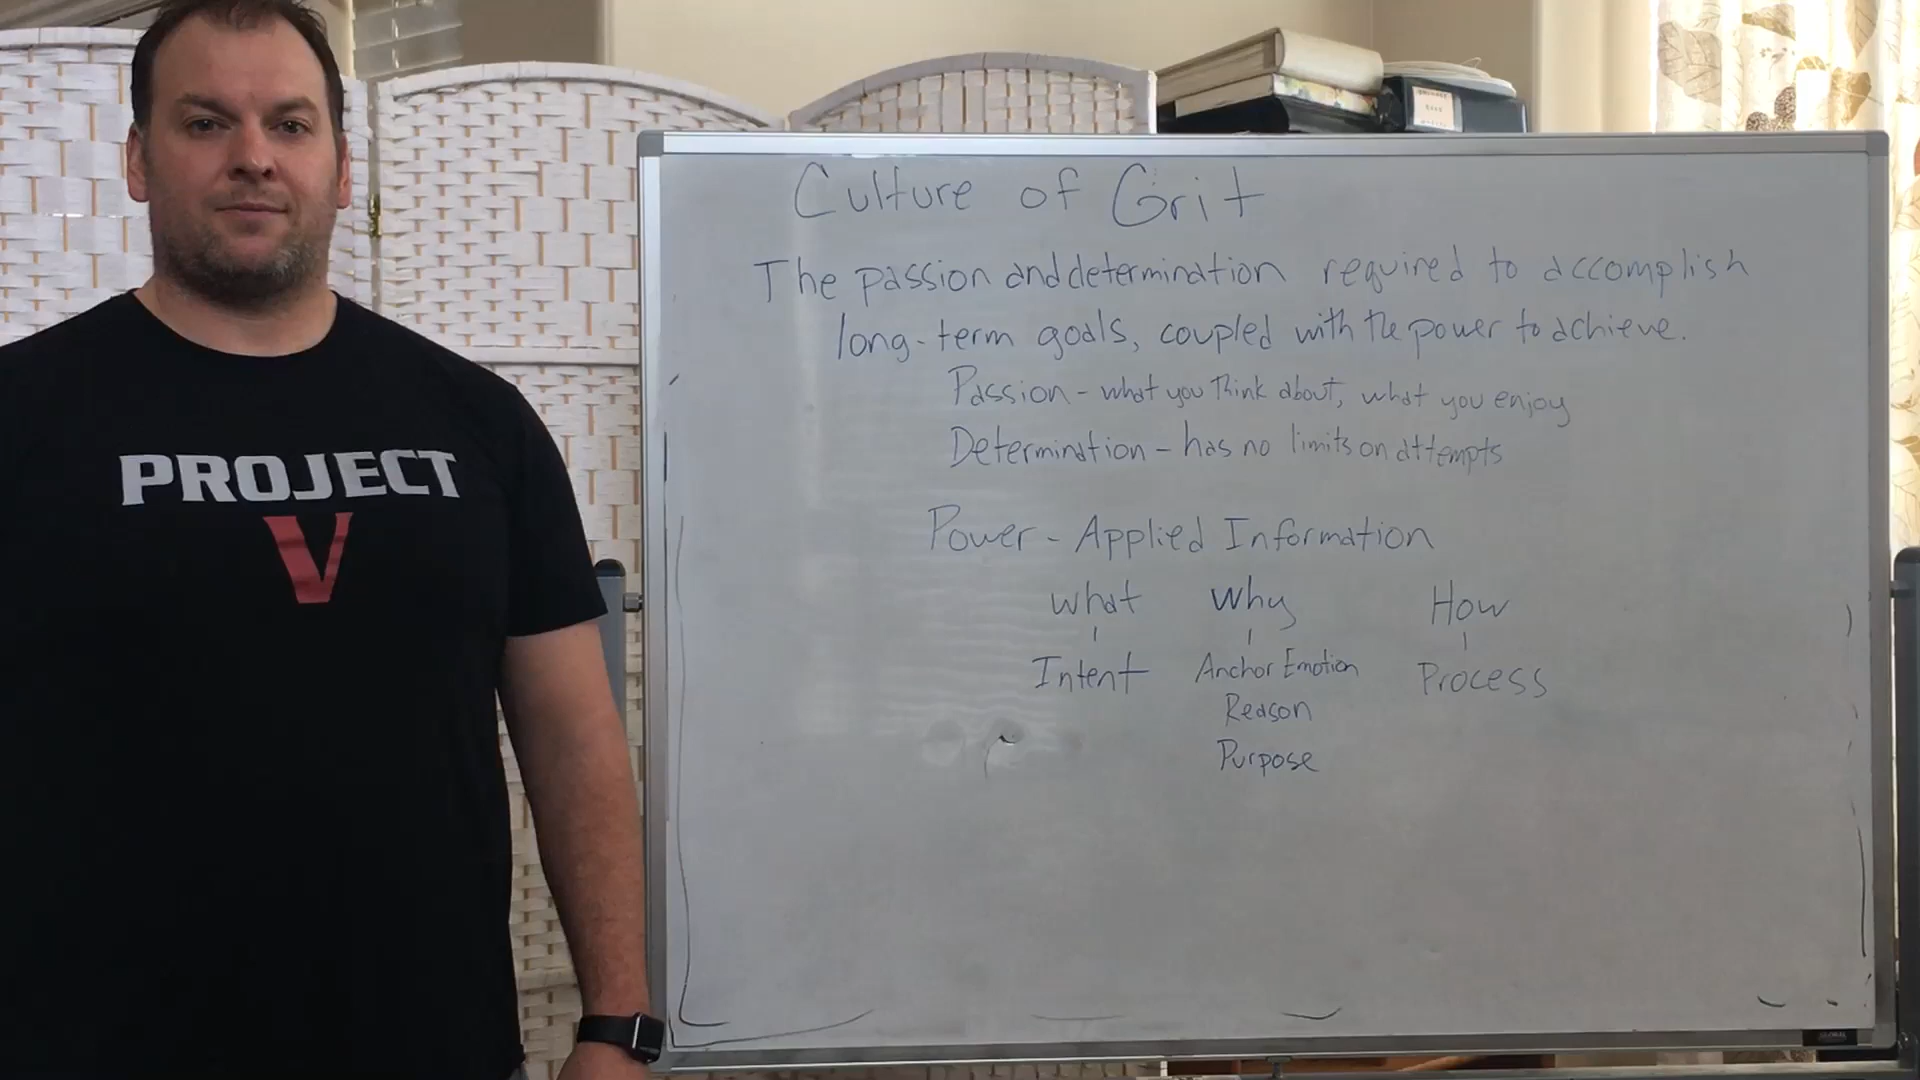 PROJECT
V
Culture of Grit
The passion and determination required to accomplish
long-term goals, coupled with the power to achieve.
Passion - what you think about, what you enjoy
Determination - has no limits on attempts
Power - Applied Information
what Why How
Intent Anchor Emotion Process
Reason
Purpose